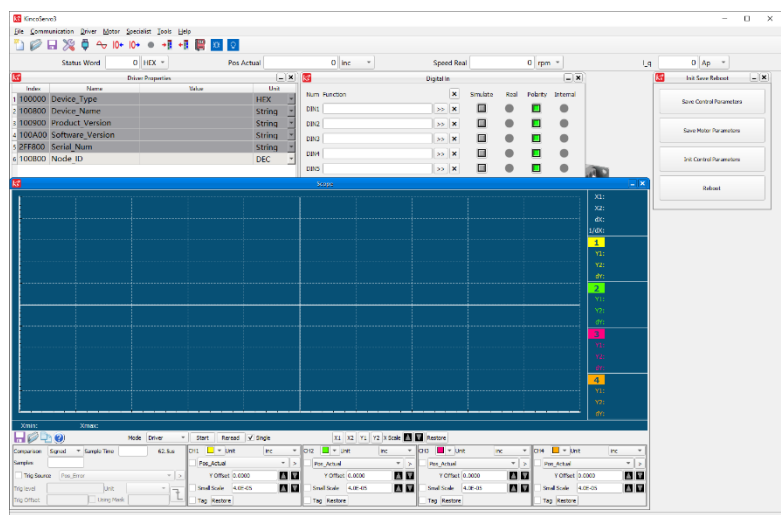 KincoServo3
File Communication Driver Motor Specialist Tools Help
Status Word 0 HEX Pos Actual 0 inc Speed Real 0 rpm I_q 0 Ap
Driver Properties
Index Name Value Unit
1 100000 Device_Type HEX
2 100800 Device_Name String
3 100900 Product_Version String
4 100A00 Software_Version String
5 2FF800 Serial_Num String
6 100B00 Node_ID DEC
Digital In
Num Function Simulate Real Polarity Internal
DIN1 >>
DIN2 >>
DIN3 >>
DIN4 >>
DIN5 >>
Init Save Reboot
Save Control Parameters
Save Motor Parameters
Init Control Parameters
Reboot
Scope
X1:
X2:
dX:
1/dX:
1
Y1:
Y2:
dY:
2
Y1:
Y2:
dY:
3
Y1:
Y2:
dY:
4
Y1:
Y2:
dY:
Xmin: Xmax:
Mode Driver Start Reread Single X1 X2 Y1 Y2 X Scale Restore
Comparison Signed Sample Time 62.5us
Samples
Trig Source Pos_Error >
Trig level Unit
Trig Offset Using Mask
CH1 Unit inc
Pos_Actual >
Y Offset 0.0000
Small Scale 4.0E-05
Tag Restore
CH2 Unit inc
Pos_Actual >
Y Offset 0.0000
Small Scale 4.0E-05
Tag Restore
CH3 Unit inc
Pos_Actual >
Y Offset 0.0000
Small Scale 4.0E-05
Tag Restore
CH4 Unit inc
Pos_Actual >
Y Offset 0.0000
Small Scale 4.0E-05
Tag Restore